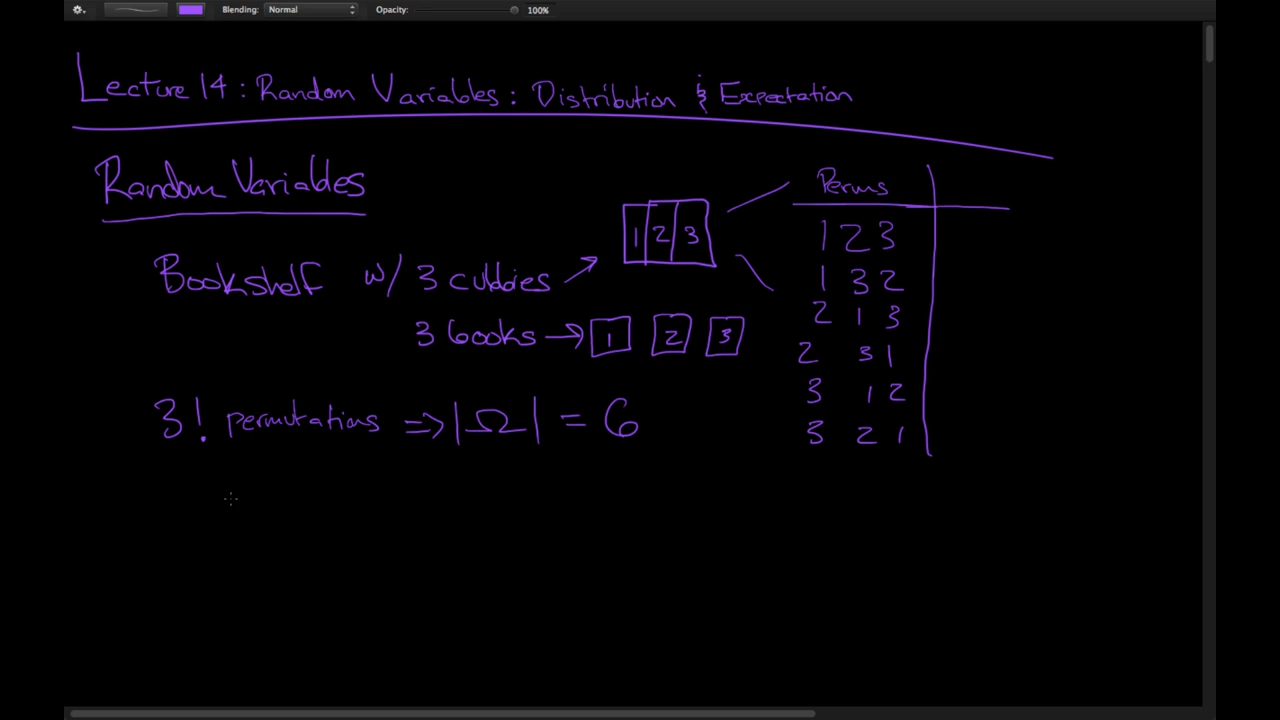 Blending: Normal Opacity: 100%
Lecture 14 : Random Variables : Distribution & Expectation
Random Variables
Bookshelf w/ 3 cubbies →
1 2 3
3 books → 1 2 3
3! permutations => |Ω| = 6
Perms
1 2 3
1 3 2
2 1 3
2 3 1
3 1 2
3 2 1